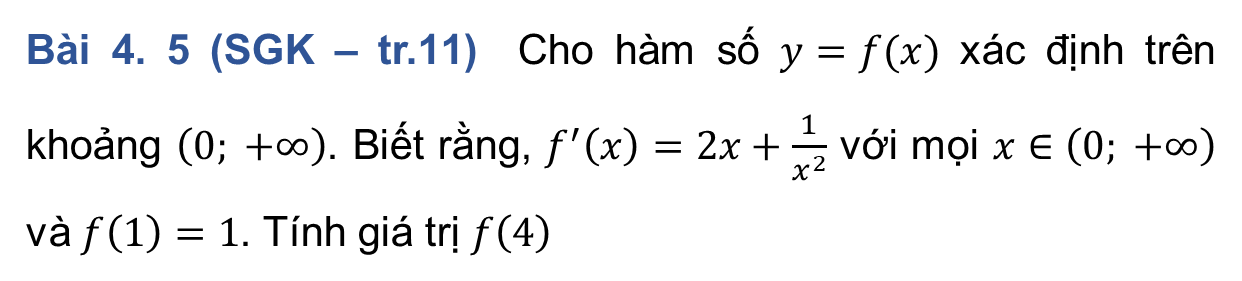 Bài 4. 5 (SGK – tr.11) Cho hàm số y = f(x) xác định trên
khoảng (0; +∞). Biết rằng, f′(x) = 2x + 1/x² với mọi x ∈ (0; +∞)
và f(1) = 1. Tính giá trị f(4)